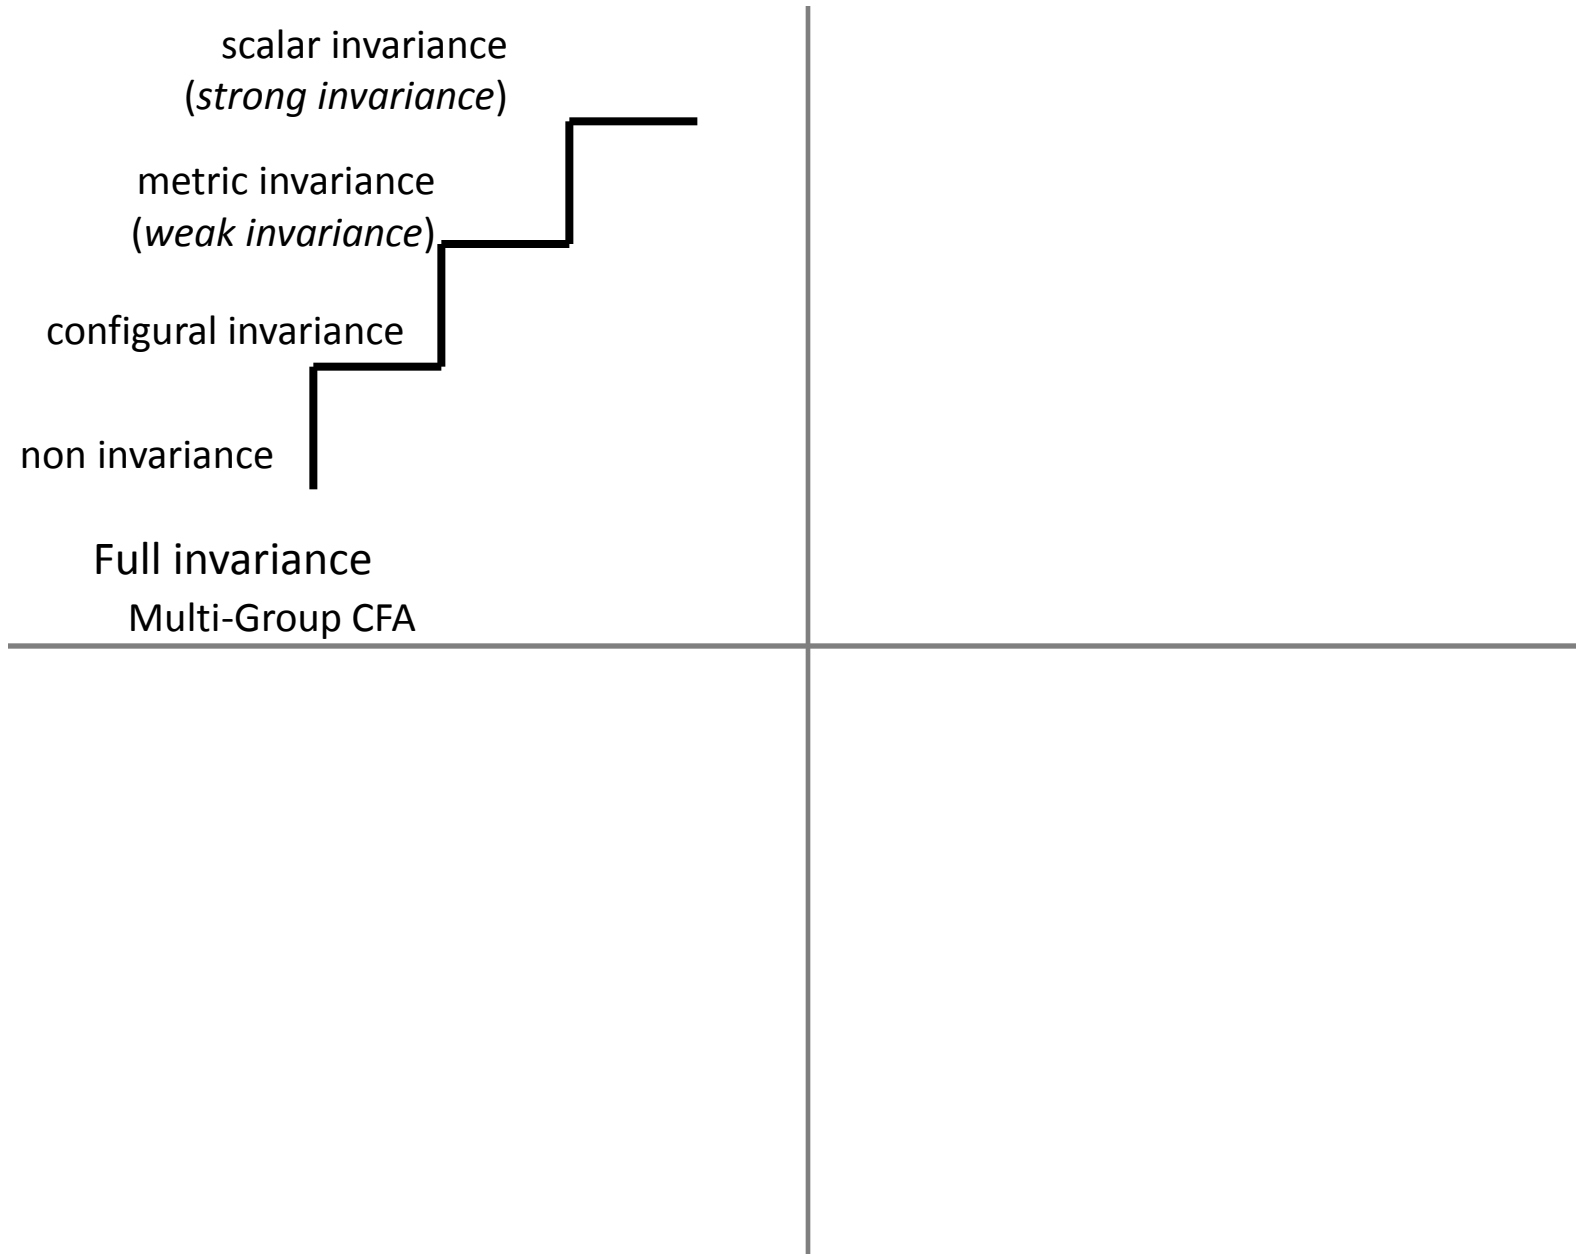 scalar invariance
(strong invariance)
metric invariance
(weak invariance)
configural invariance
non invariance
Full invariance
Multi-Group CFA